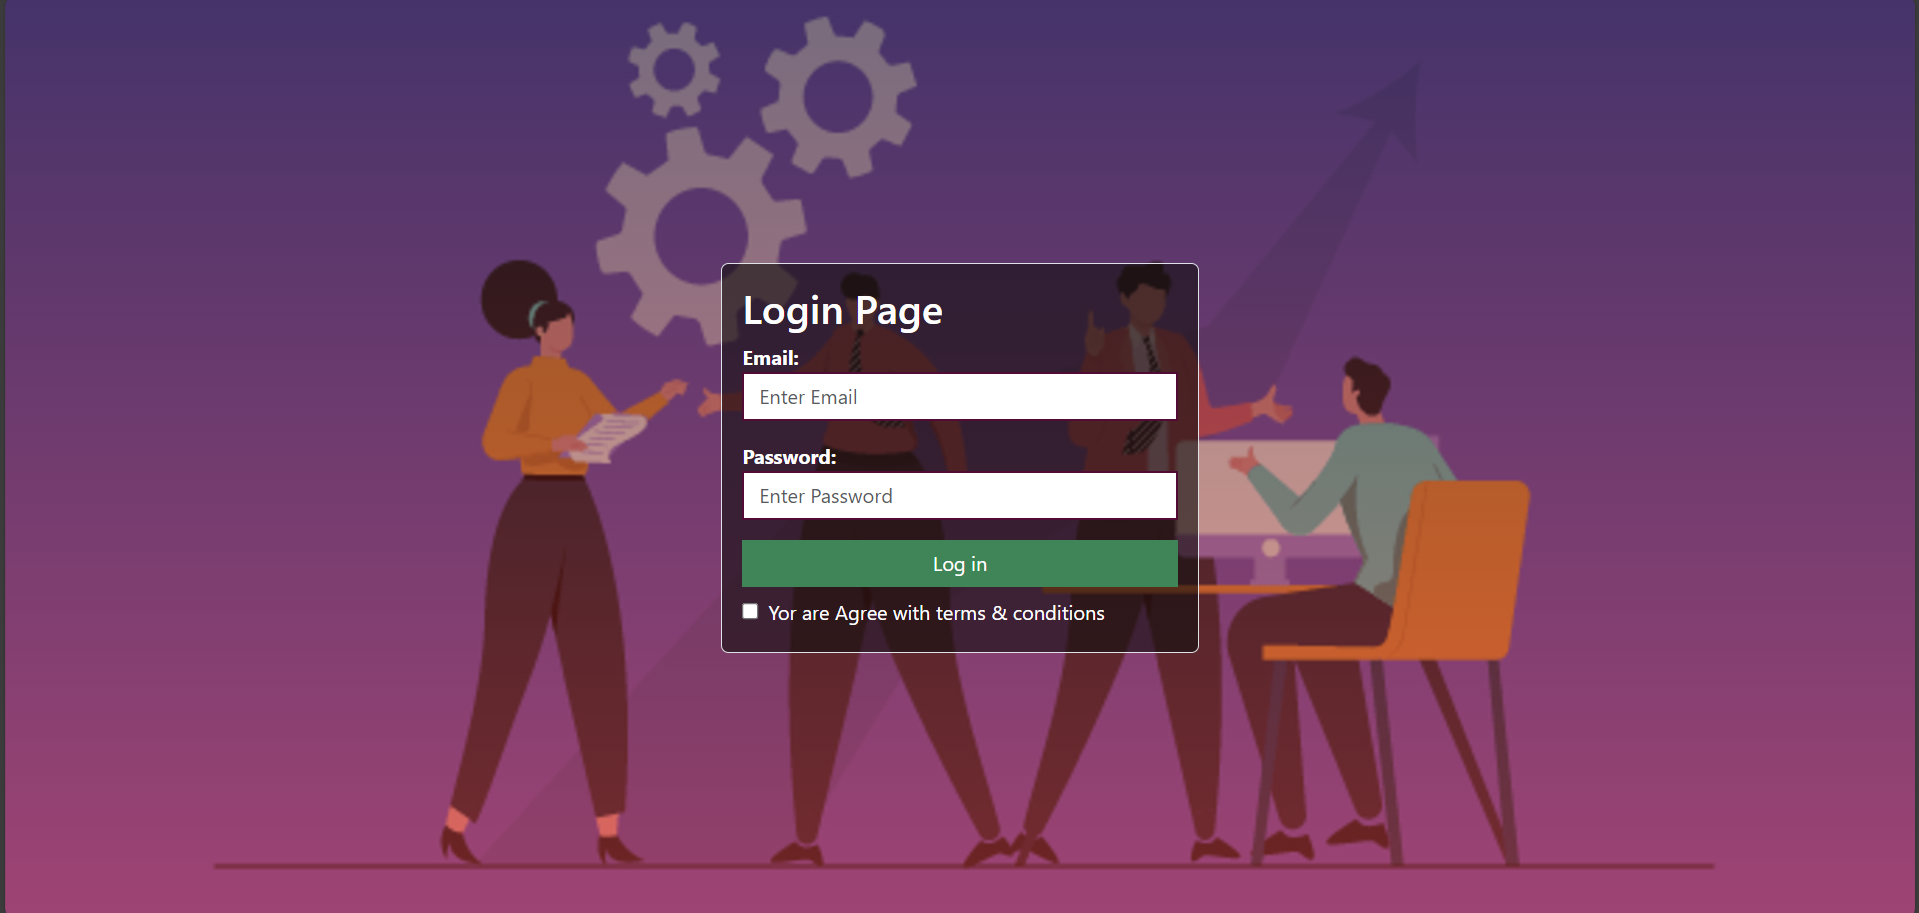 Login Page
Email:
Enter Email
Password:
Enter Password
Log in
Yor are Agree with terms & conditions